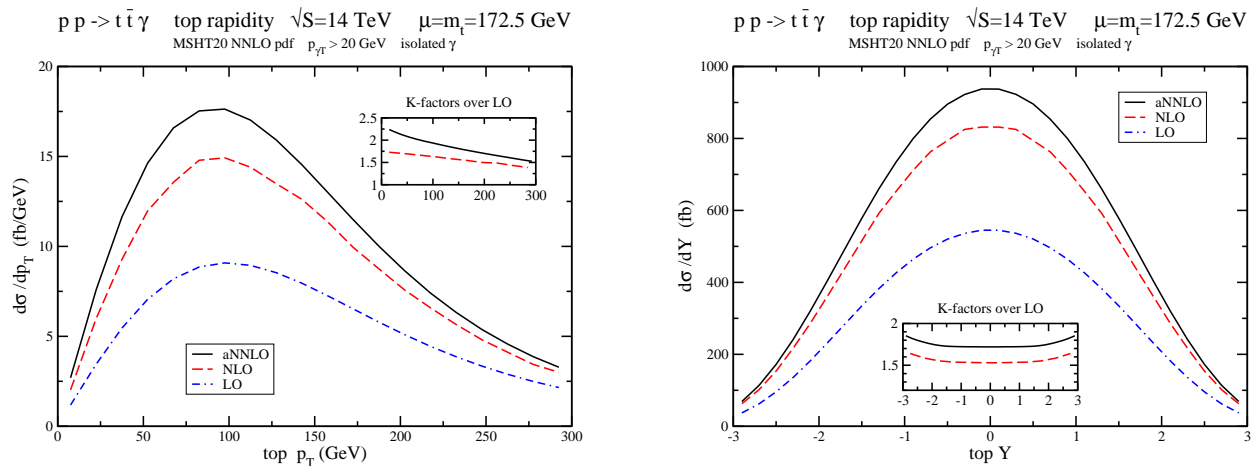 p p -> t t̅ γ top rapidity √S=14 TeV μ=m_t=172.5 GeV
MSHT20 NNLO pdf p_γT > 20 GeV isolated γ
20
15
10
5
0
dσ/dp_T (fb/GeV)
K-factors over LO
2.5
2
1.5
1
0 100 200 300
aNNLO
NLO
LO
0 50 100 150 200 250 300
top p_T (GeV)
p p -> t t̅ γ top rapidity √S=14 TeV μ=m_t=172.5 GeV
MSHT20 NNLO pdf p_γT > 20 GeV isolated γ
1000
800
600
400
200
0
dσ/dY (fb)
aNNLO
NLO
LO
K-factors over LO
2
1.5
-3 -2 -1 0 1 2 3
-3 -2 -1 0 1 2 3
top Y